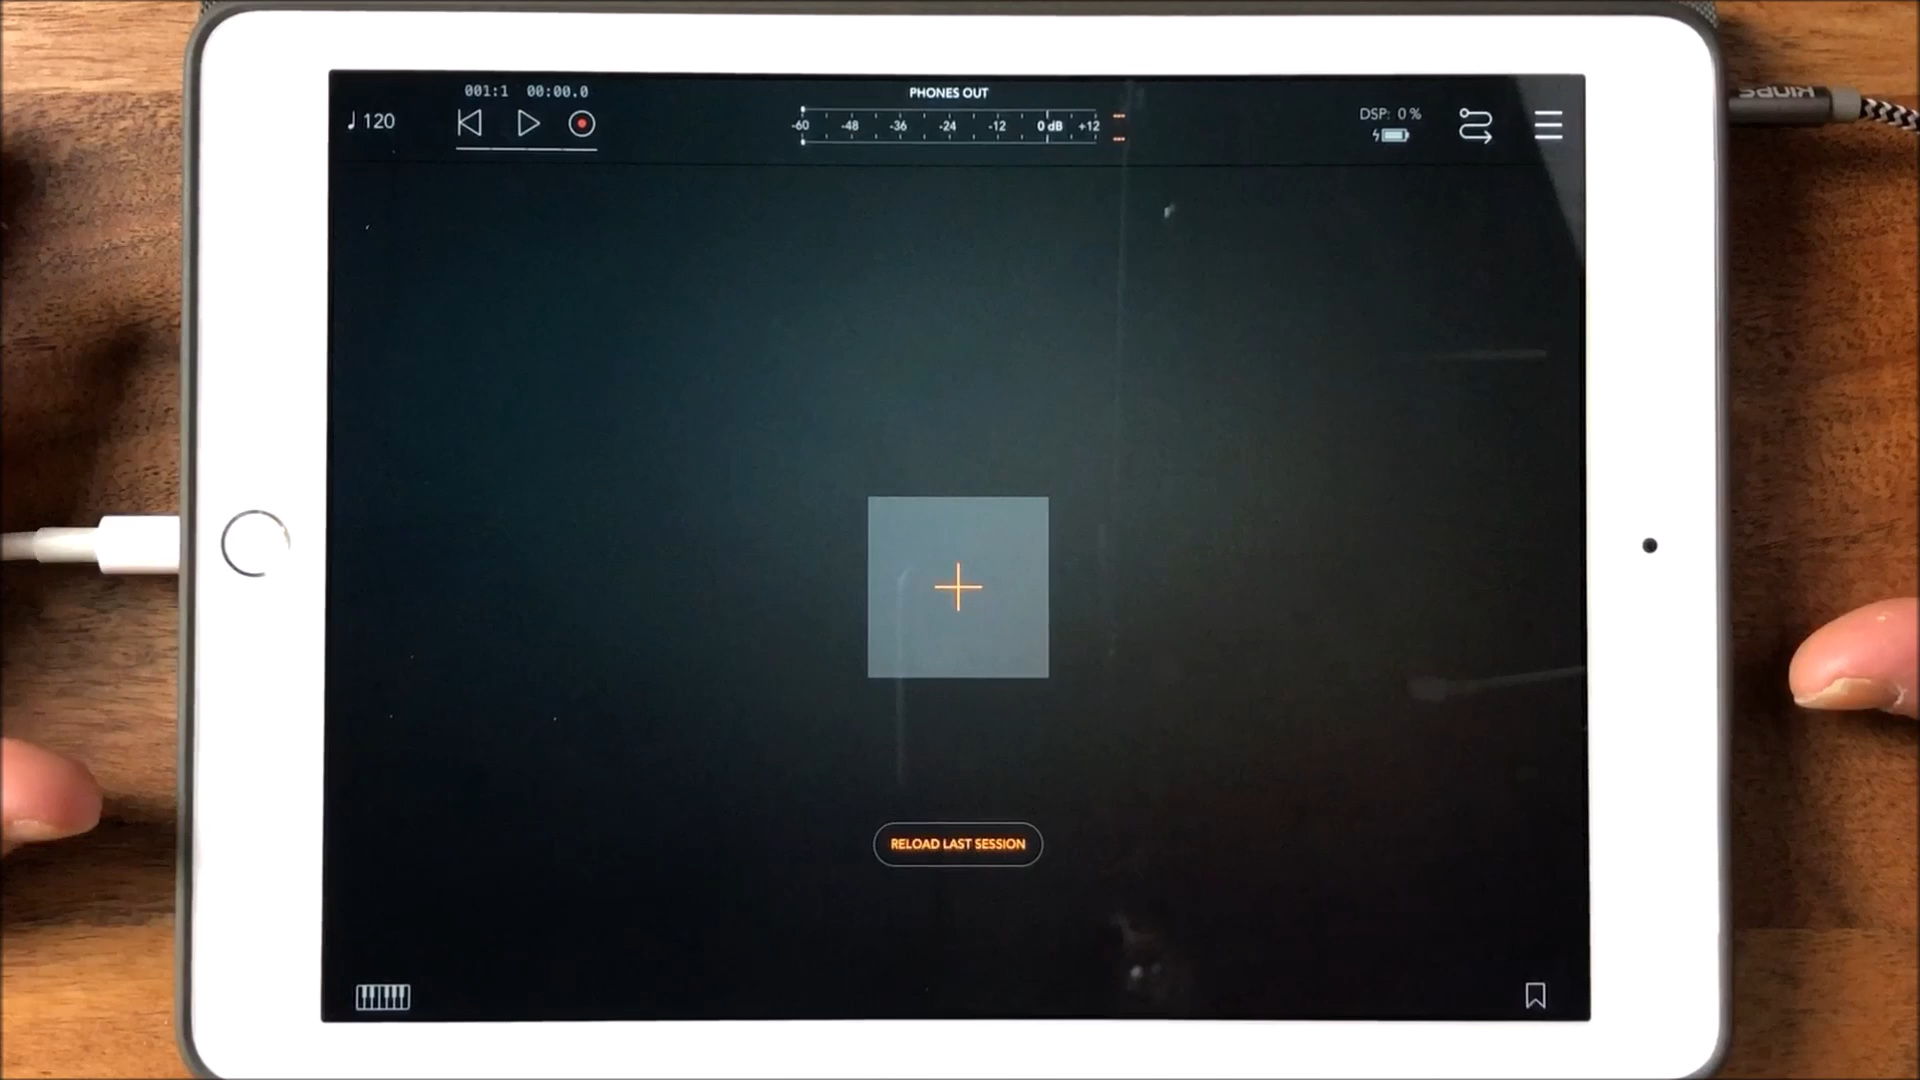 001:1 00:00.0
120
PHONES OUT
-60 -48 -36 -24 -12 0 dB +12
DSP: 0 %
RELOAD LAST SESSION